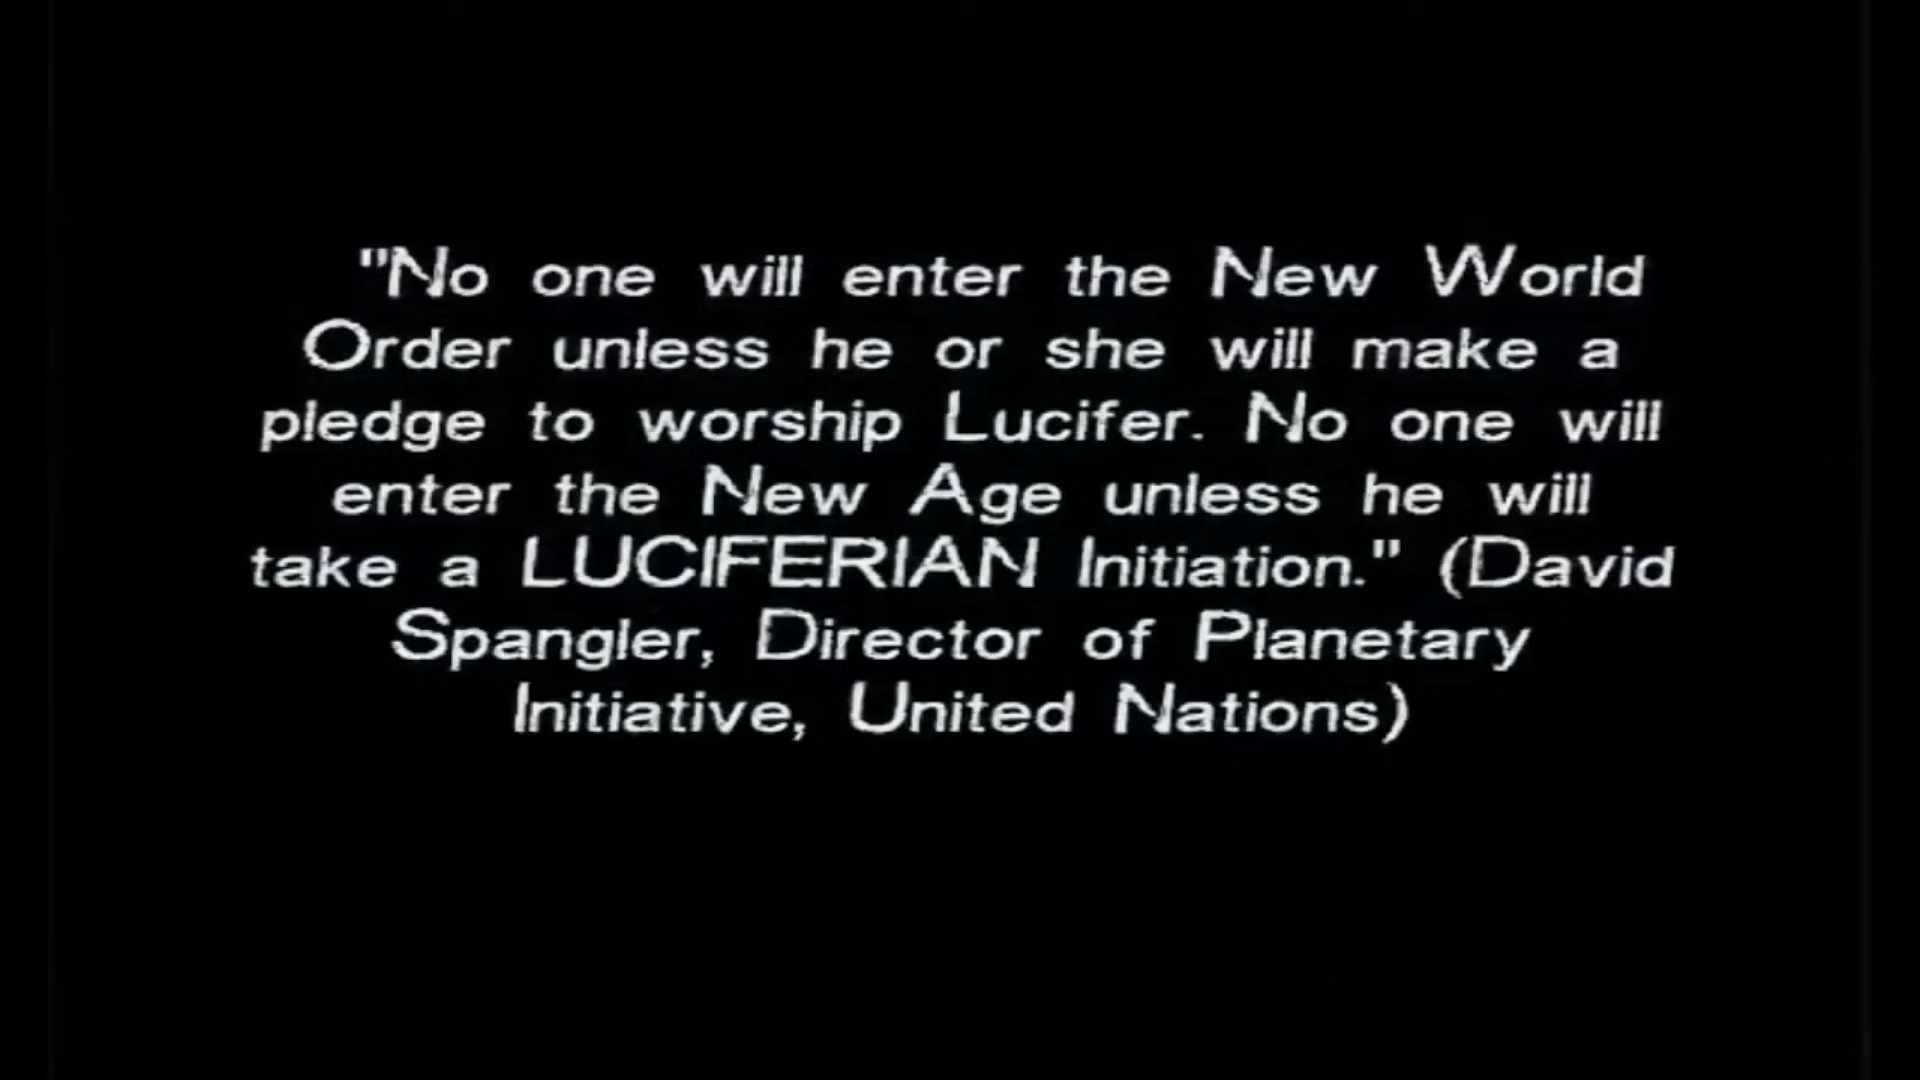 "No one will enter the New World
Order unless he or she will make a
pledge to worship Lucifer. No one will
enter the New Age unless he will
take a LUCIFERIAN Initiation." (David
Spangler, Director of Planetary
Initiative, United Nations)